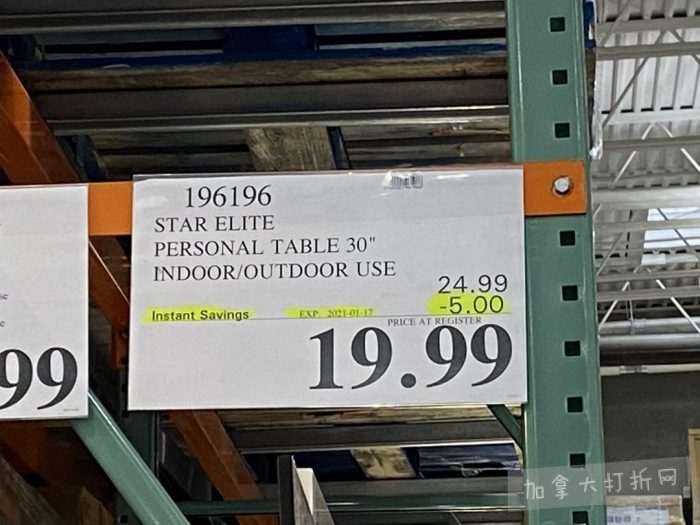 196196
STAR ELITE
PERSONAL TABLE 30"
INDOOR/OUTDOOR USE
24.99
Instant Savings EXP. 2021-01-17 -5.00
PRICE AT REGISTER
19.99
99
加拿大打折网